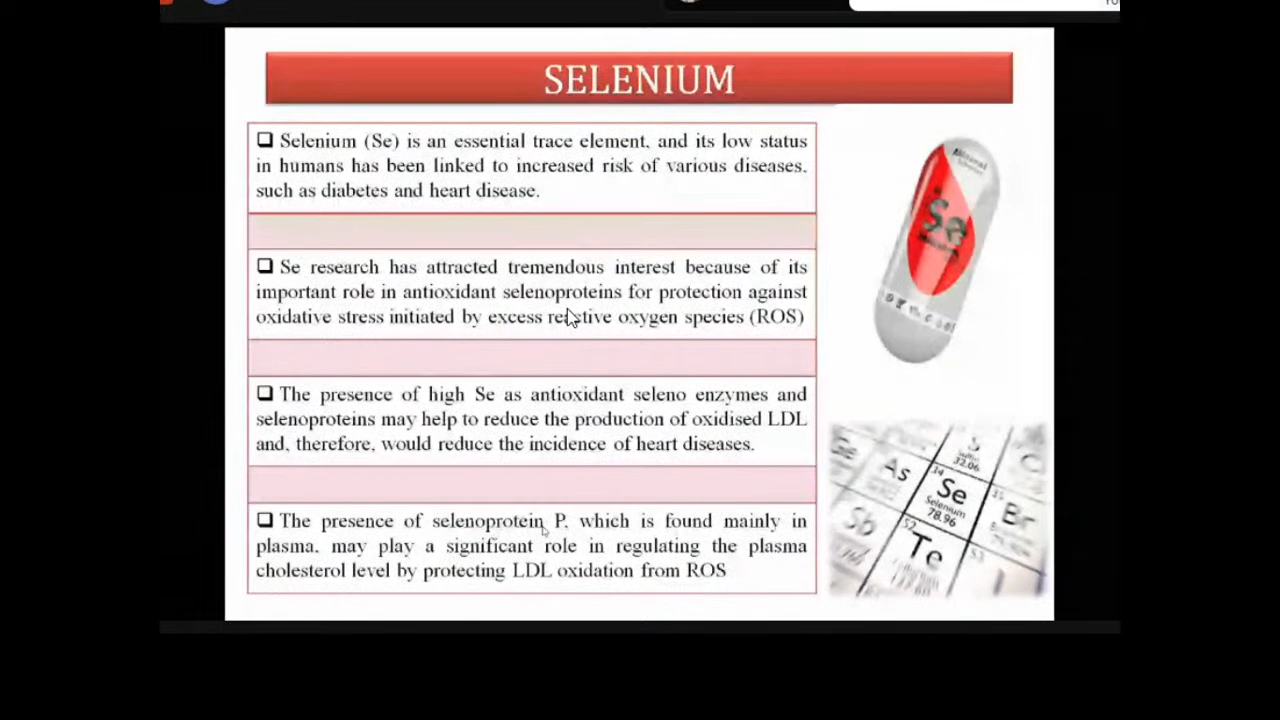 SELENIUM
❑ Selenium (Se) is an essential trace element, and its low status
in humans has been linked to increased risk of various diseases,
such as diabetes and heart disease.
❑ Se research has attracted tremendous interest because of its
important role in antioxidant selenoproteins for protection against
oxidative stress initiated by excess reactive oxygen species (ROS)
❑ The presence of high Se as antioxidant seleno enzymes and
selenoproteins may help to reduce the production of oxidised LDL
and, therefore, would reduce the incidence of heart diseases.
❑ The presence of selenoprotein P, which is found mainly in
plasma, may play a significant role in regulating the plasma
cholesterol level by protecting LDL oxidation from ROS
Se
S
32.06
Ge
As
34
Se
Selenium
78.96
Br
Sb
52
Te
53